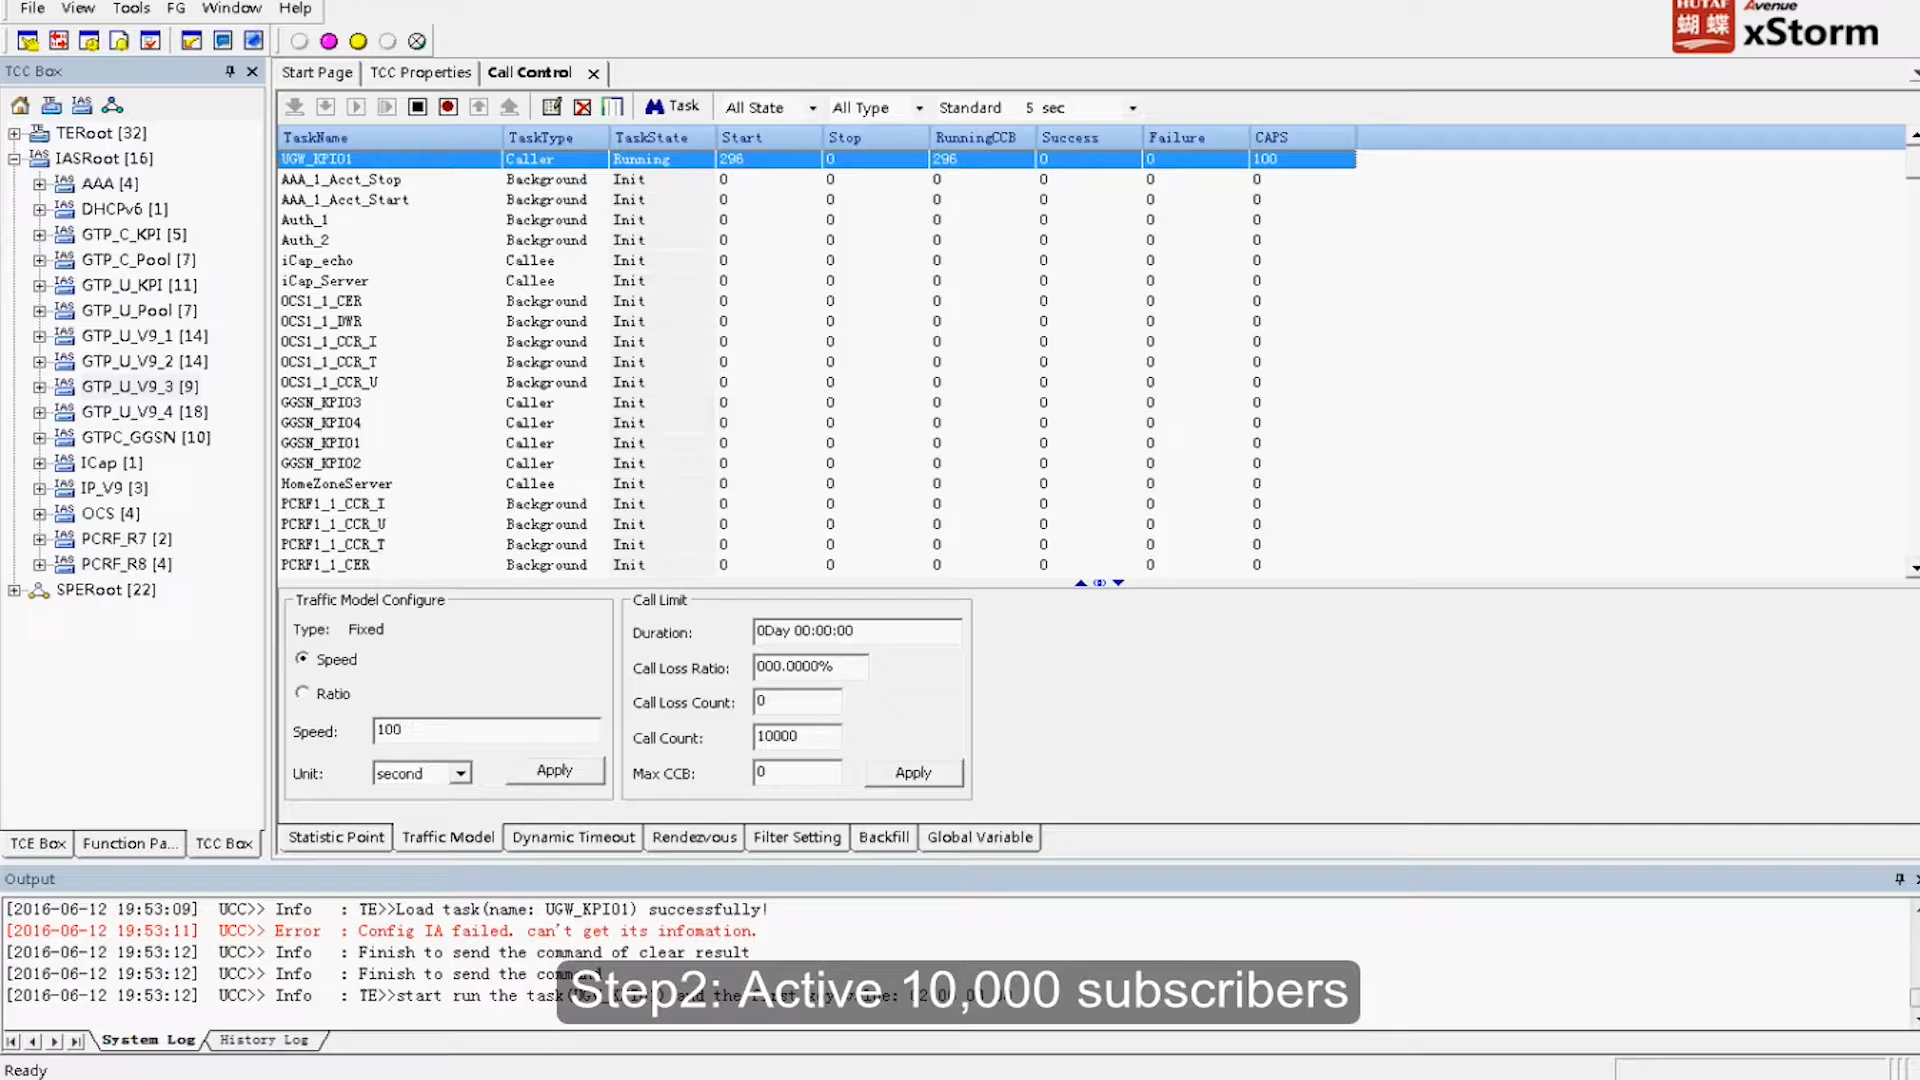 File View Tools FG Window Help
HUTAF 蝴蝶 Avenue xStorm
TCC Box
Start Page TCC Properties Call Control
Task All State All Type Standard 5 sec
TERoot [32]
IASRoot [16]
AAA [4]
DHCPv6 [1]
GTP_C_KPI [5]
GTP_C_Pool [7]
GTP_U_KPI [11]
GTP_U_Pool [7]
GTP_U_V9_1 [14]
GTP_U_V9_2 [14]
GTP_U_V9_3 [9]
GTP_U_V9_4 [18]
GTPC_GGSN [10]
ICap [1]
IP_V9 [3]
OCS [4]
PCRF_R7 [2]
PCRF_R8 [4]
SPERoot [22]
TCE Box Function Pa... TCC Box
TaskName TaskType TaskState Start Stop RunningCCB Success Failure CAPS
UGW_KPI01 Caller Running 296 0 296 0 0 100
AAA_1_Acct_Stop Background Init 0 0 0 0 0 0
AAA_1_Acct_Start Background Init 0 0 0 0 0 0
Auth_1 Background Init 0 0 0 0 0 0
Auth_2 Background Init 0 0 0 0 0 0
iCap_echo Callee Init 0 0 0 0 0 0
iCap_Server Callee Init 0 0 0 0 0 0
OCS1_1_CER Background Init 0 0 0 0 0 0
OCS1_1_DWR Background Init 0 0 0 0 0 0
OCS1_1_CCR_I Background Init 0 0 0 0 0 0
OCS1_1_CCR_T Background Init 0 0 0 0 0 0
OCS1_1_CCR_U Background Init 0 0 0 0 0 0
GGSN_KPI03 Caller Init 0 0 0 0 0 0
GGSN_KPI04 Caller Init 0 0 0 0 0 0
GGSN_KPI01 Caller Init 0 0 0 0 0 0
GGSN_KPI02 Caller Init 0 0 0 0 0 0
HomeZoneServer Callee Init 0 0 0 0 0 0
PCRF1_1_CCR_I Background Init 0 0 0 0 0 0
PCRF1_1_CCR_U Background Init 0 0 0 0 0 0
PCRF1_1_CCR_T Background Init 0 0 0 0 0 0
PCRF1_1_CER Background Init 0 0 0 0 0 0
Traffic Model Configure
Type: Fixed
Speed
Ratio
Speed: 100
Unit: second Apply
Call Limit
Duration: 0Day 00:00:00
Call Loss Ratio: 000.0000%
Call Loss Count: 0
Call Count: 10000
Max CCB: 0 Apply
Statistic Point Traffic Model Dynamic Timeout Rendezvous Filter Setting Backfill Global Variable
Output
[2016-06-12 19:53:09] UCC>> Info : TE>>Load task(name: UGW_KPI01) successfully!
[2016-06-12 19:53:11] UCC>> Error : Config IA failed. can't get its infomation.
[2016-06-12 19:53:12] UCC>> Info : Finish to send the command of clear result
[2016-06-12 19:53:12] UCC>> Info : Finish to send the command
[2016-06-12 19:53:12] UCC>> Info : TE>>start run the task
Step2: Active 10,000 subscribers
System Log History Log
Ready